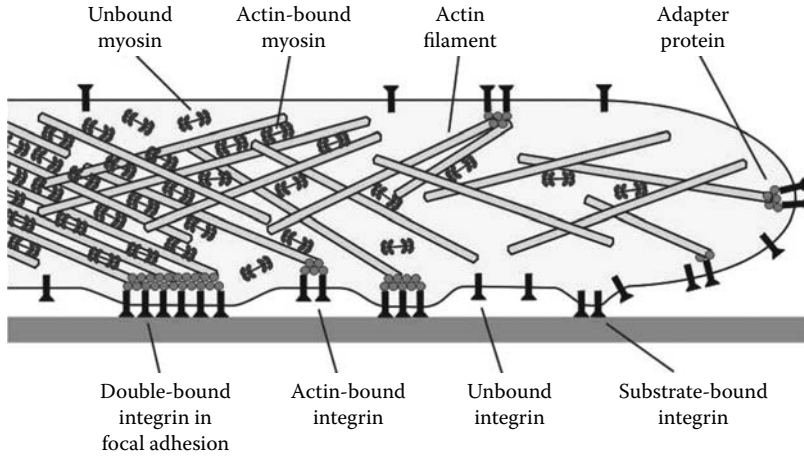 Unbound
myosin
Actin-bound
myosin
Actin
filament
Adapter
protein
Double-bound
integrin in
focal adhesion
Actin-bound
integrin
Unbound
integrin
Substrate-bound
integrin